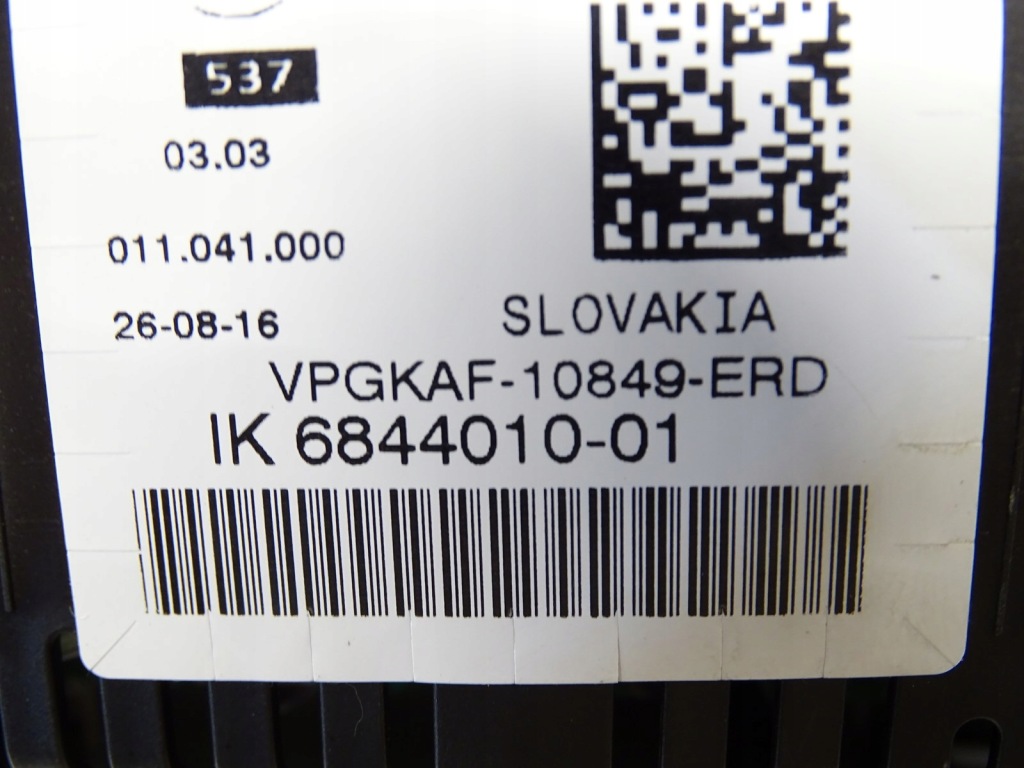 537
03.03
011.041.000
26-08-16
SLOVAKIA
VPGKAF-10849-ERD
IK 6844010-01